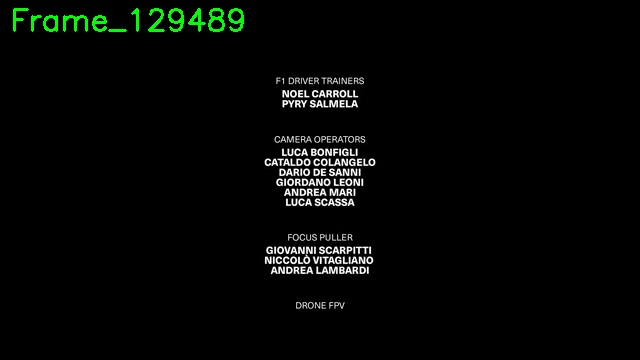 Frame_129489
F1 DRIVER TRAINERS
NOEL CARROLL
PYRY SALMELA
CAMERA OPERATORS
LUCA BONFIGLI
CATALDO COLANGELO
DARIO DE SANNI
GIORDANO LEONI
ANDREA MARI
LUCA SCASSA
FOCUS PULLER
GIOVANNI SCARPITTI
NICCOLÒ VITAGLIANO
ANDREA LAMBARDI
DRONE FPV